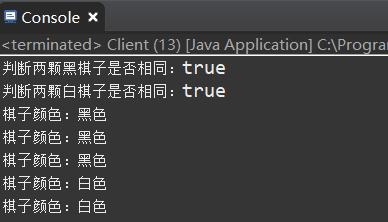 Console
<terminated> Client (13) [Java Application] C:\Progran
判断两颗黑棋子是否相同：true
判断两颗白棋子是否相同：true
棋子颜色：黑色
棋子颜色：黑色
棋子颜色：黑色
棋子颜色：白色
棋子颜色：白色